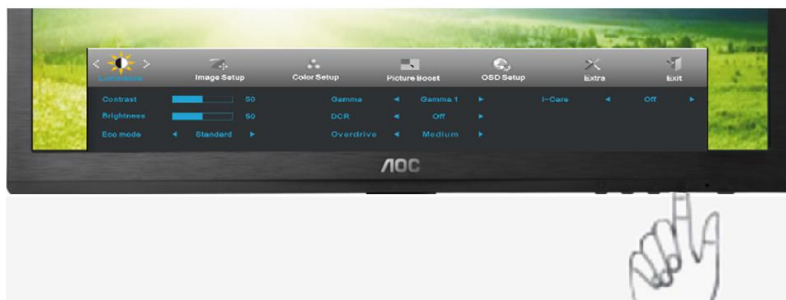 Luminance Image Setup Color Setup Picture Boost OSD Setup Extra Exit
Contrast 50 Gamma Gamma 1 i-Care Off
Brightness 50 DCR Off
Eco mode Standard Overdrive Medium
AOC